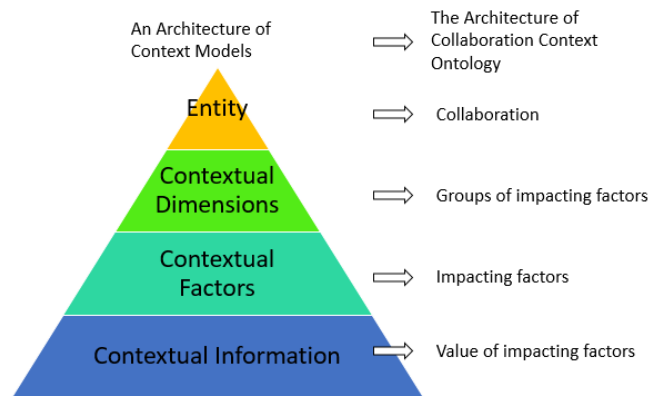 An Architecture of
Context Models
The Architecture of
Collaboration Context
Ontology
Entity
Collaboration
Contextual
Dimensions
Groups of impacting factors
Contextual
Factors
Impacting factors
Contextual Information
Value of impacting factors